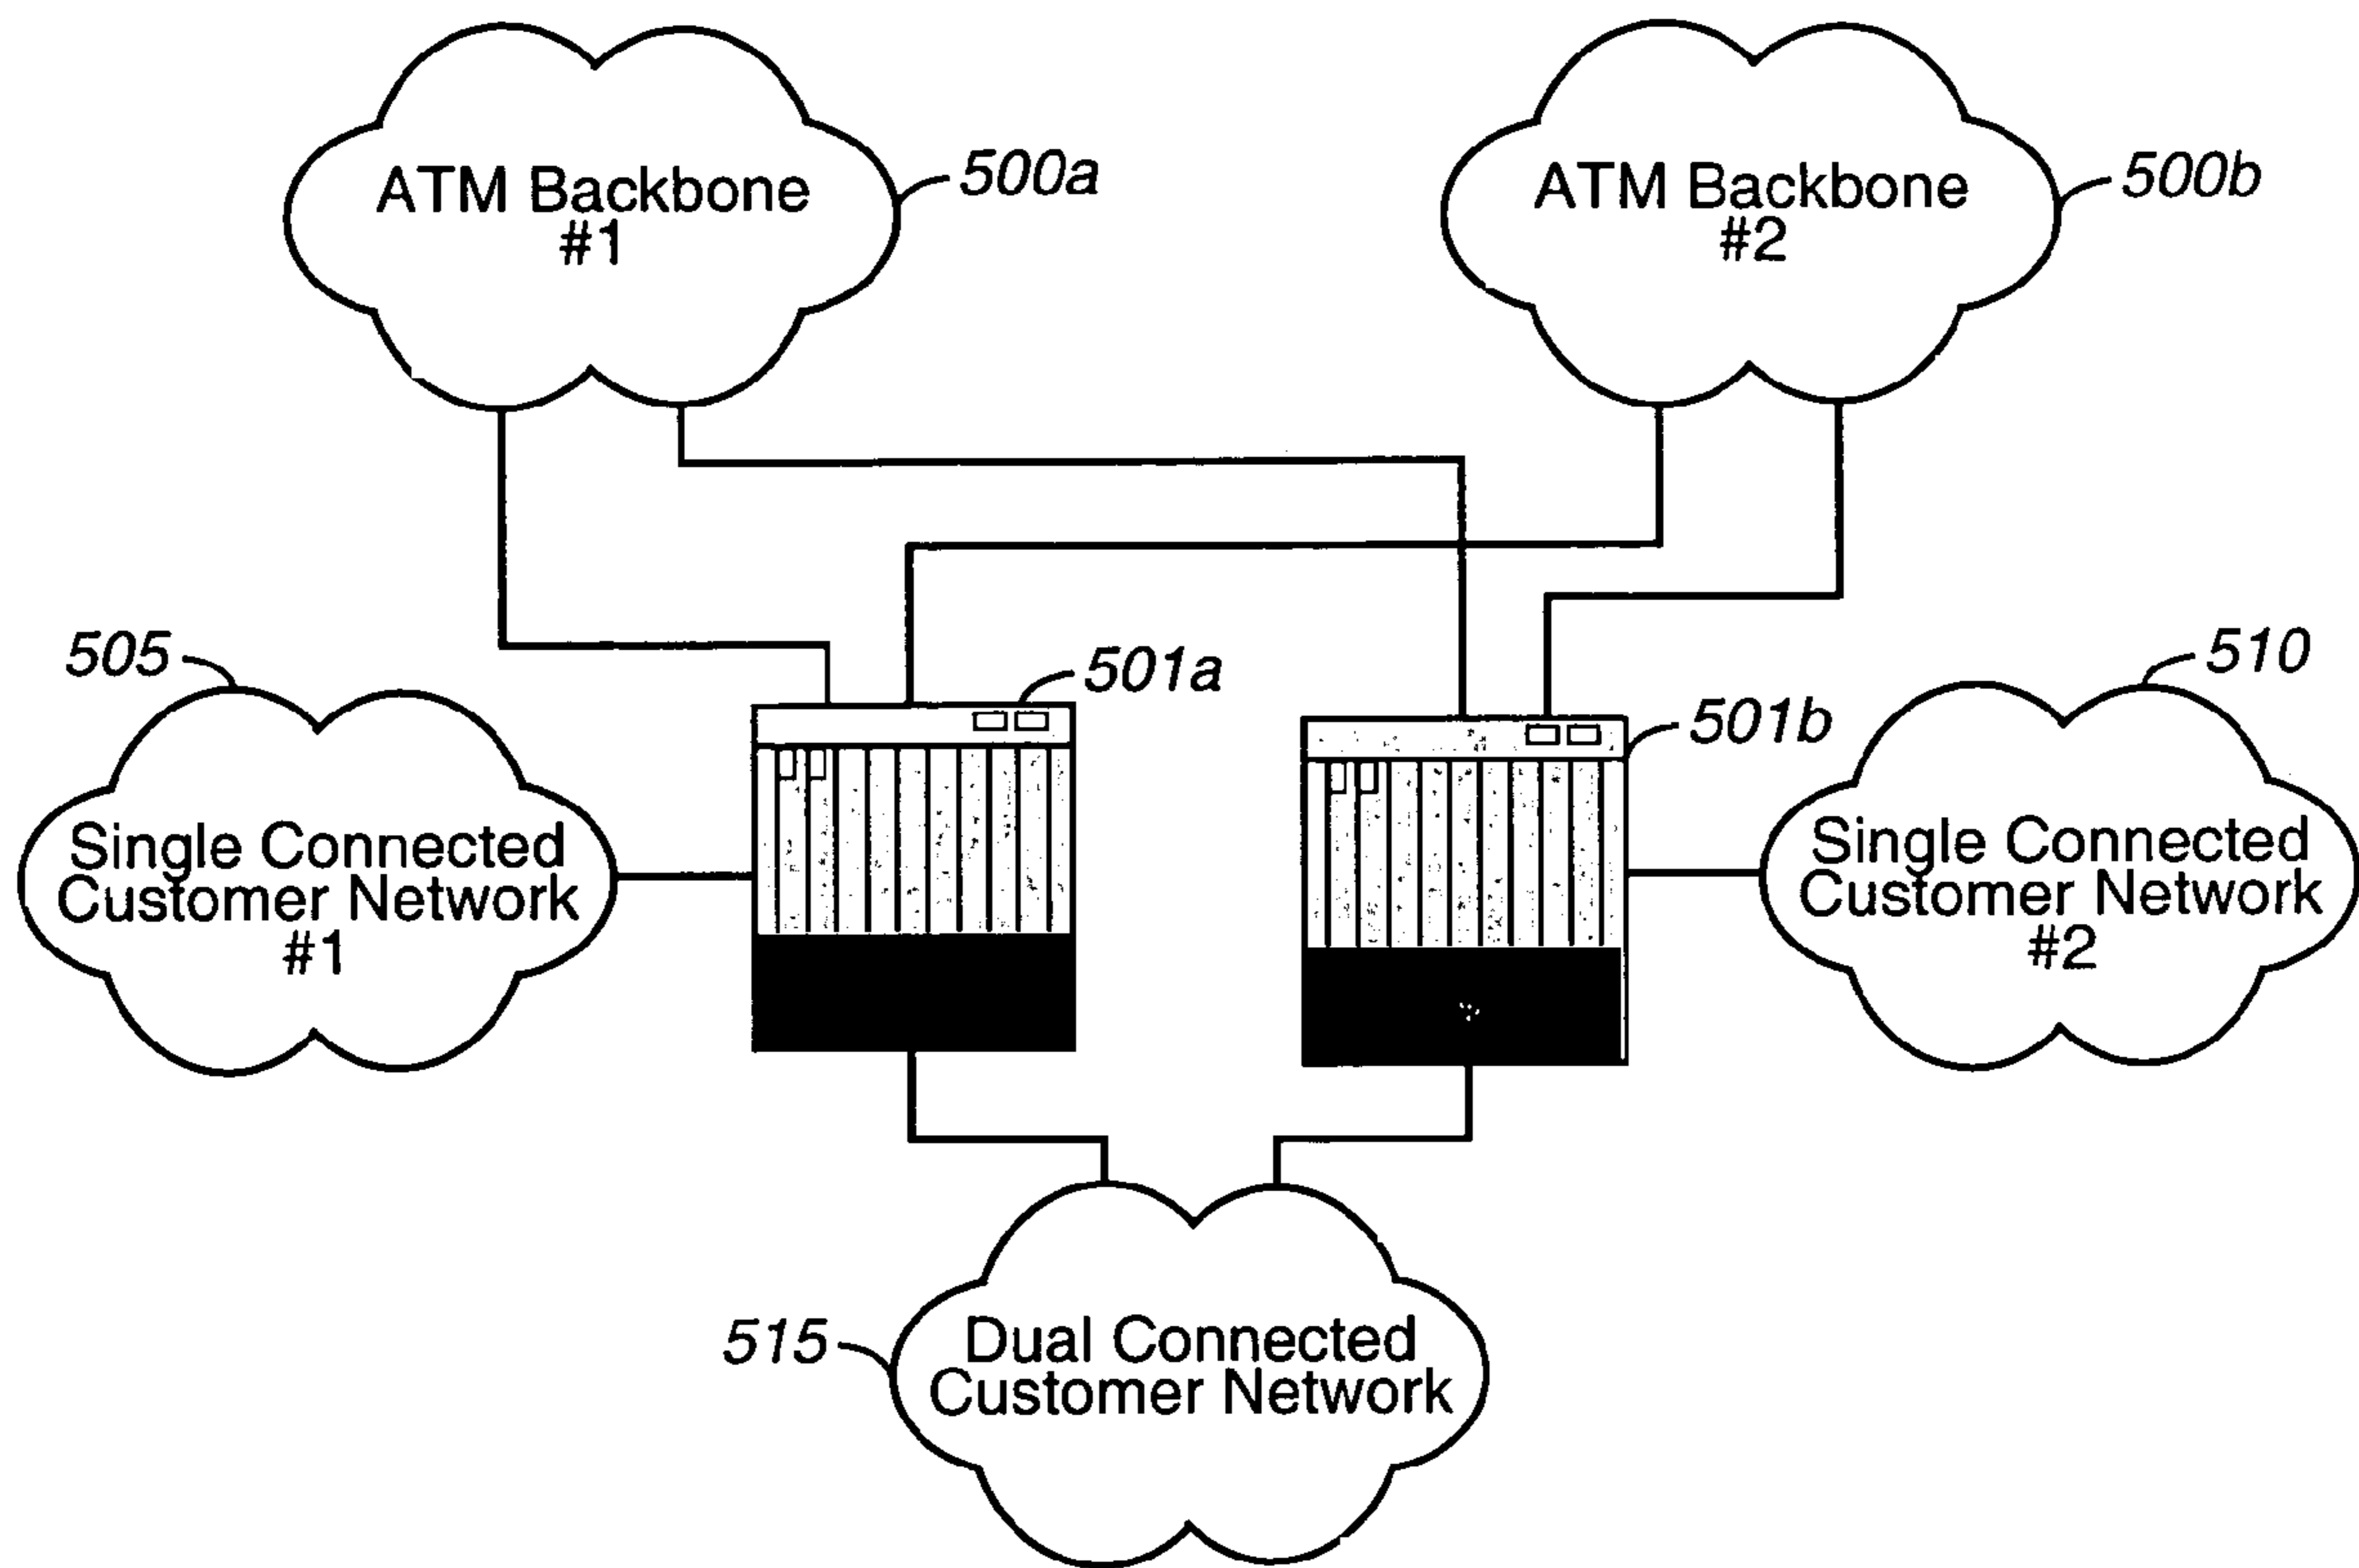 ATM Backbone
#1
500a
ATM Backbone
#2
500b
505
501a
510
501b
Single Connected
Customer Network
#1
Single Connected
Customer Network
#2
515
Dual Connected
Customer Network